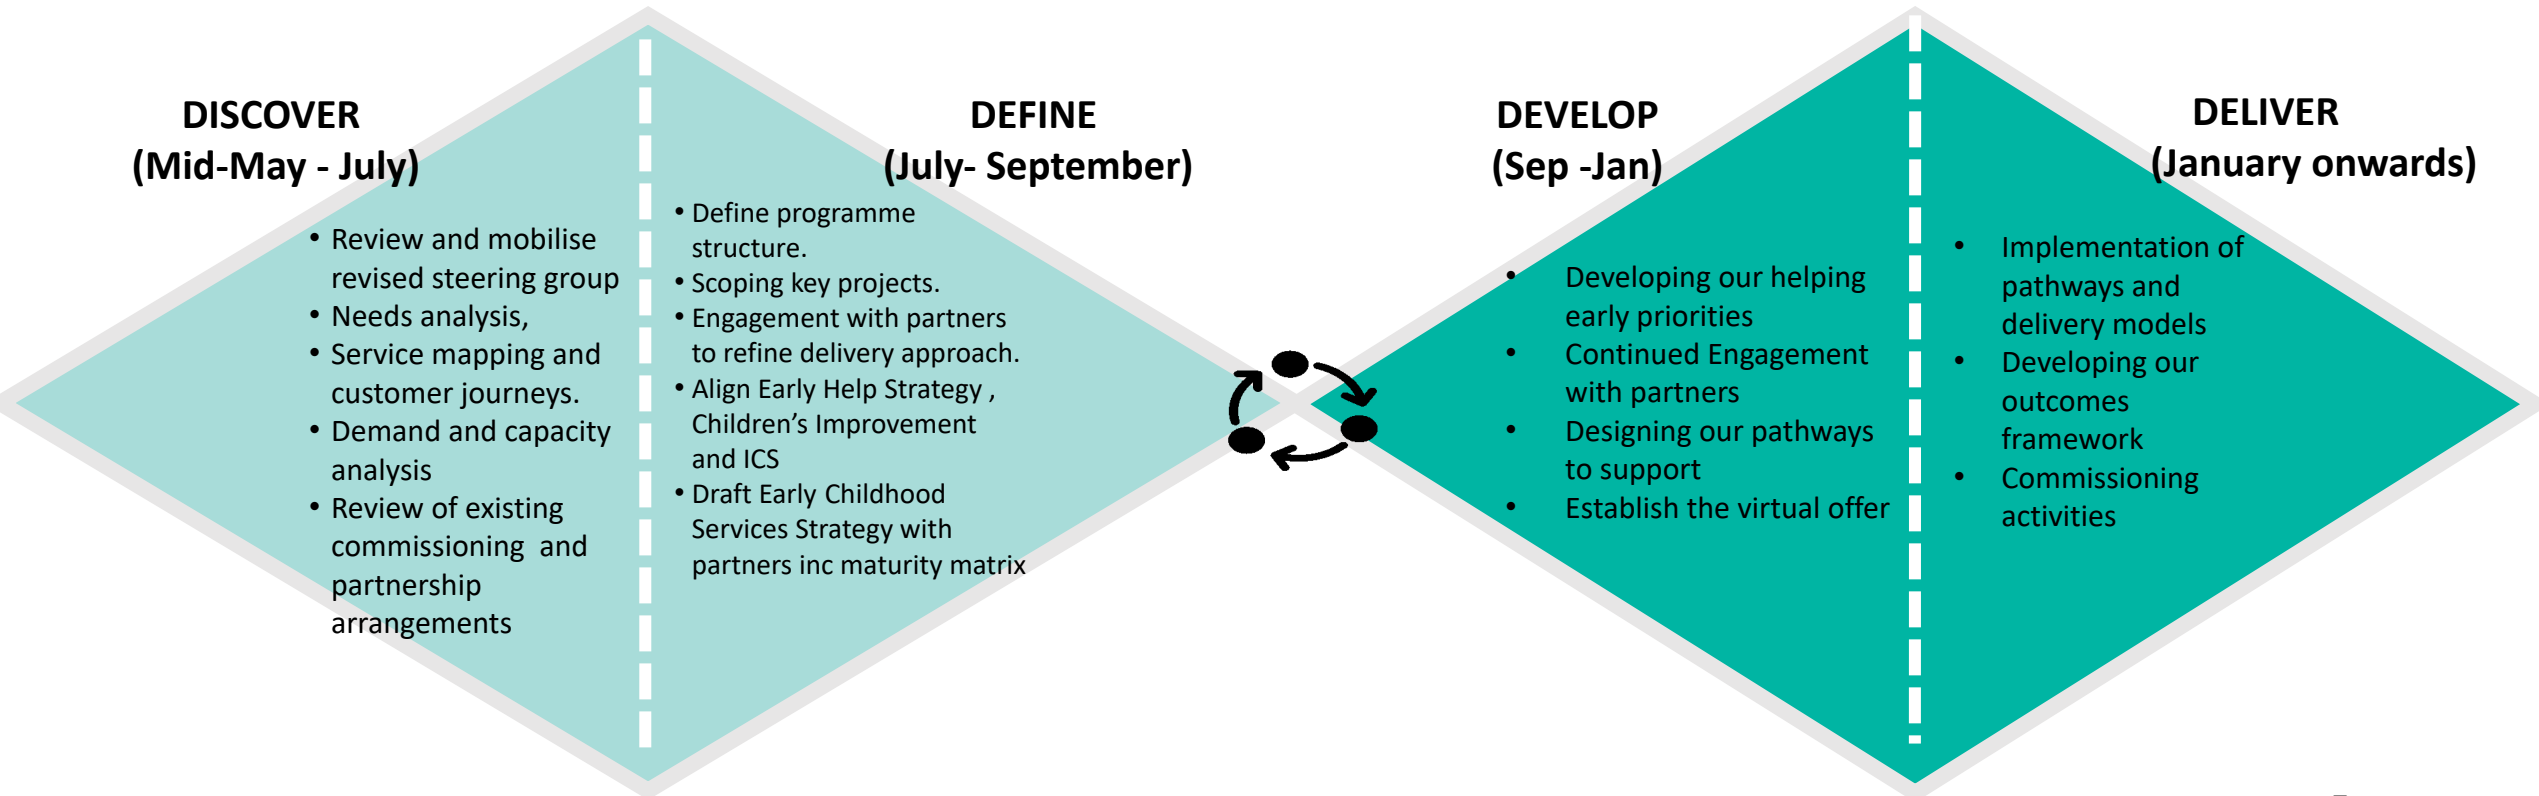 DISCOVER
(Mid-May - July)
• Review and mobilise
revised steering group
• Needs analysis,
• Service mapping and
customer journeys.
• Demand and capacity
analysis
• Review of existing
commissioning  and
partnership
arrangements
DEFINE
(July- September)
• Define programme
structure.
• Scoping key projects.
• Engagement with partners
to refine delivery approach.
• Align Early Help Strategy ,
Children’s Improvement
and ICS
• Draft Early Childhood
Services Strategy with
partners inc maturity matrix
DEVELOP
(Sep -Jan)
• Developing our helping
early priorities
• Continued Engagement
with partners
• Designing our pathways
to support
• Establish the virtual offer
DELIVER
(January onwards)
• Implementation of
pathways and
delivery models
• Developing our
outcomes
framework
• Commissioning
activities